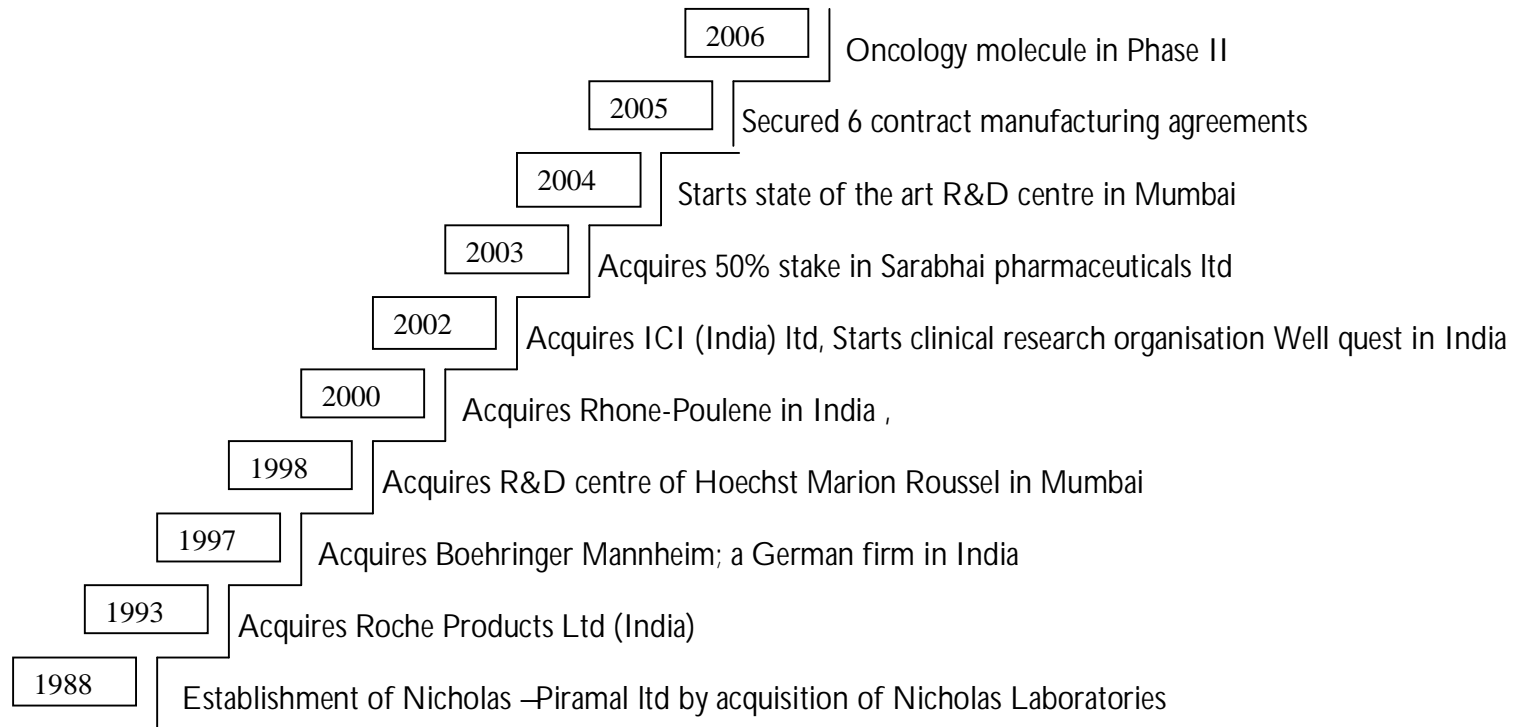 2006
Oncology molecule in Phase II
2005
Secured 6 contract manufacturing agreements
2004
Starts state of the art R&D centre in Mumbai
2003
Acquires 50% stake in Sarabhai pharmaceuticals ltd
2002
Acquires ICI (India) ltd, Starts clinical research organisation Well quest in India
2000
Acquires Rhone-Poulene in India ,
1998
Acquires R&D centre of Hoechst Marion Roussel in Mumbai
1997
Acquires Boehringer Mannheim; a German firm in India
1993
Acquires Roche Products Ltd (India)
1988
Establishment of Nicholas –Piramal ltd by acquisition of Nicholas Laboratories